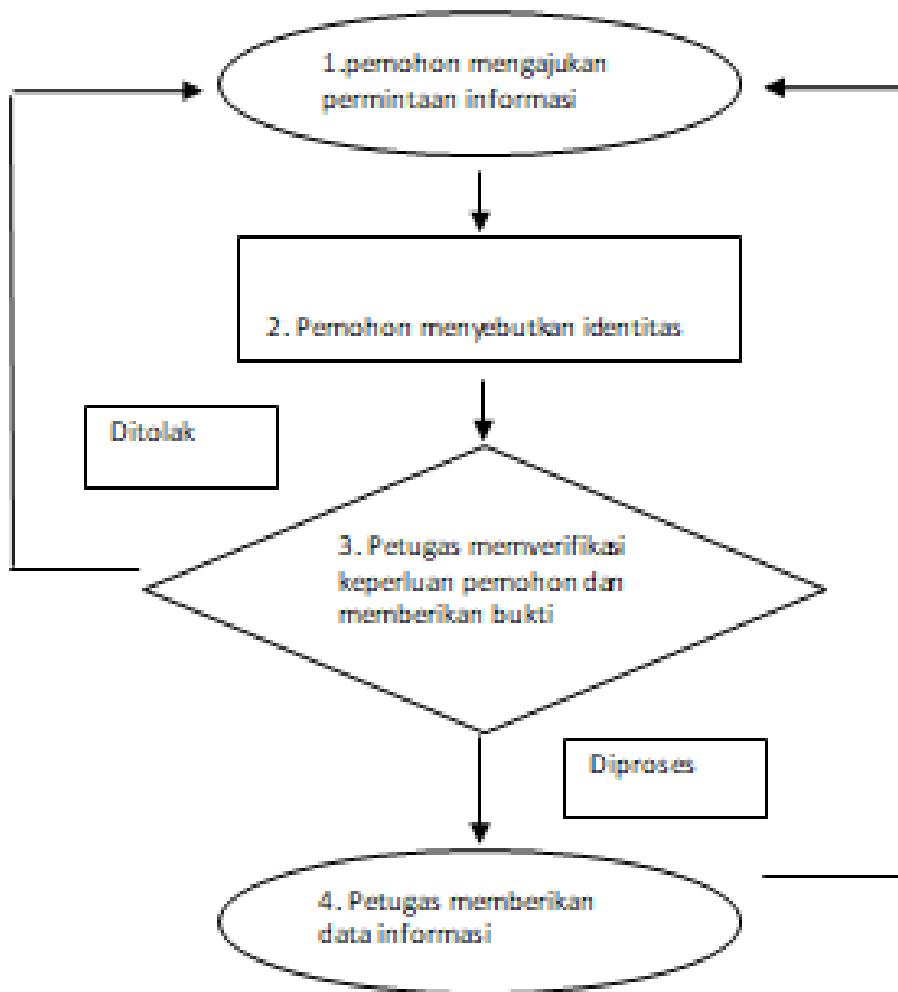 1.pemohon mengajukan
permintaan informasi
2. Pemohon menyebutkan identitas
Ditolak
3. Petugas memverifikasi
keperluan pemohon dan
memberikan bukti
Diproses
4. Petugas memberikan
data informasi